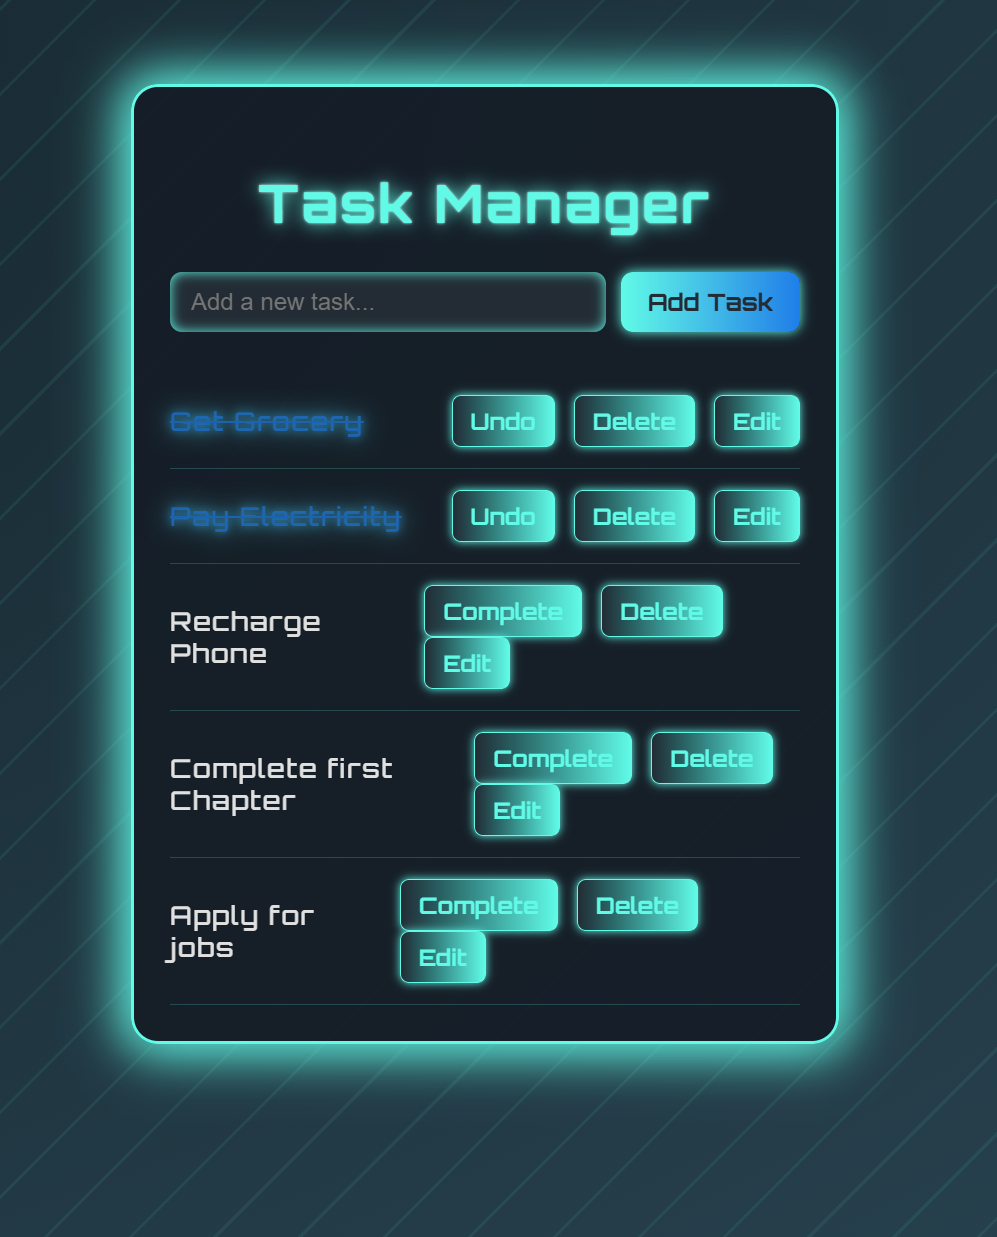 Task Manager
Add a new task... Add Task
Get Grocery Undo Delete Edit
Pay Electricity Undo Delete Edit
Recharge
Phone
Complete Delete
Edit
Complete first
Chapter
Complete Delete
Edit
Apply for
jobs
Complete Delete
Edit